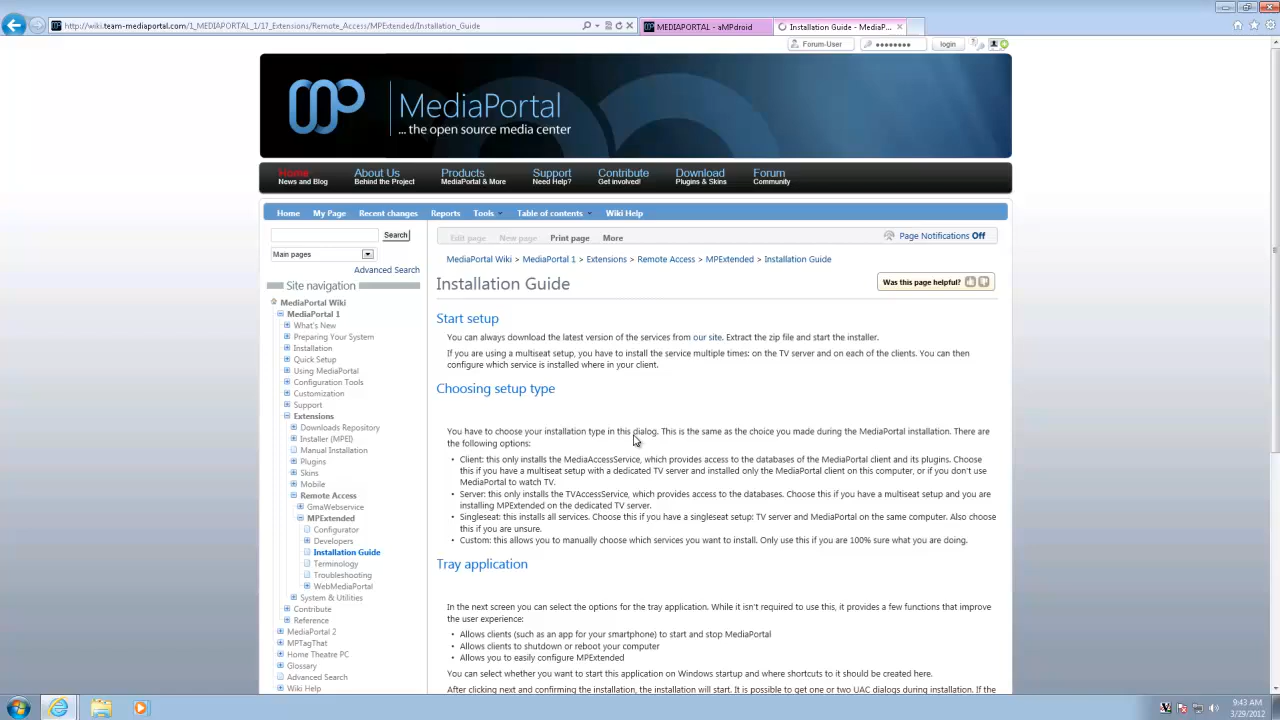 http://wiki.team-mediaportal.com/1_MEDIAPORTAL_1/17_Extensions/Remote_Access/MPExtended/Installation_Guide
MEDIAPORTAL - aMPdroid
Installation Guide - MediaP...
Forum-User
login
MediaPortal
... the open source media center
Home
News and Blog
About Us
Behind the Project
Products
MediaPortal & More
Support
Need Help?
Contribute
Get involved!
Download
Plugins & Skins
Forum
Community
Home
My Page
Recent changes
Reports
Tools
Table of contents
Wiki Help
Search
Main pages
Advanced Search
Site navigation
MediaPortal Wiki
MediaPortal 1
What's New
Preparing Your System
Installation
Quick Setup
Using MediaPortal
Configuration Tools
Customization
Support
Extensions
Downloads Repository
Installer (MPEI)
Manual Installation
Plugins
Skins
Mobile
Remote Access
GmaWebservice
MPExtended
Configurator
Developers
Installation Guide
Terminology
Troubleshooting
WebMediaPortal
System & Utilities
Contribute
Reference
MediaPortal 2
MPTagThat
Home Theatre PC
Glossary
Advanced Search
Wiki Help
Edit page
New page
Print page
More
Page Notifications Off
MediaPortal Wiki > MediaPortal 1 > Extensions > Remote Access > MPExtended > Installation Guide
Installation Guide
Was this page helpful?
Start setup
You can always download the latest version of the services from our site. Extract the zip file and start the installer.
If you are using a multiseat setup, you have to install the service multiple times: on the TV server and on each of the clients. You can then
configure which service is installed where in your client.
Choosing setup type
You have to choose your installation type in this dialog. This is the same as the choice you made during the MediaPortal installation. There are
the following options:
• Client: this only installs the MediaAccessService, which provides access to the databases of the MediaPortal client and its plugins. Choose
this if you have a multiseat setup with a dedicated TV server and installed only the MediaPortal client on this computer, or if you don't use
MediaPortal to watch TV.
• Server: this only installs the TVAccessService, which provides access to the databases. Choose this if you have a multiseat setup and you are
installing MPExtended on the dedicated TV server.
• Singleseat: this installs all services. Choose this if you have a singleseat setup: TV server and MediaPortal on the same computer. Also choose
this if you are unsure.
• Custom: this allows you to manually choose which services you want to install. Only use this if you are 100% sure what you are doing.
Tray application
In the next screen you can select the options for the tray application. While it isn't required to use this, it provides a few functions that improve
the user experience:
• Allows clients (such as an app for your smartphone) to start and stop MediaPortal
• Allows clients to shutdown or reboot your computer
• Allows you to easily configure MPExtended
You can select whether you want to start this application on Windows startup and where shortcuts to it should be created here.
After clicking next and confirming the installation, the installation will start. It is possible to get one or two UAC dialogs during installation. If the
9:43 AM
3/29/2012